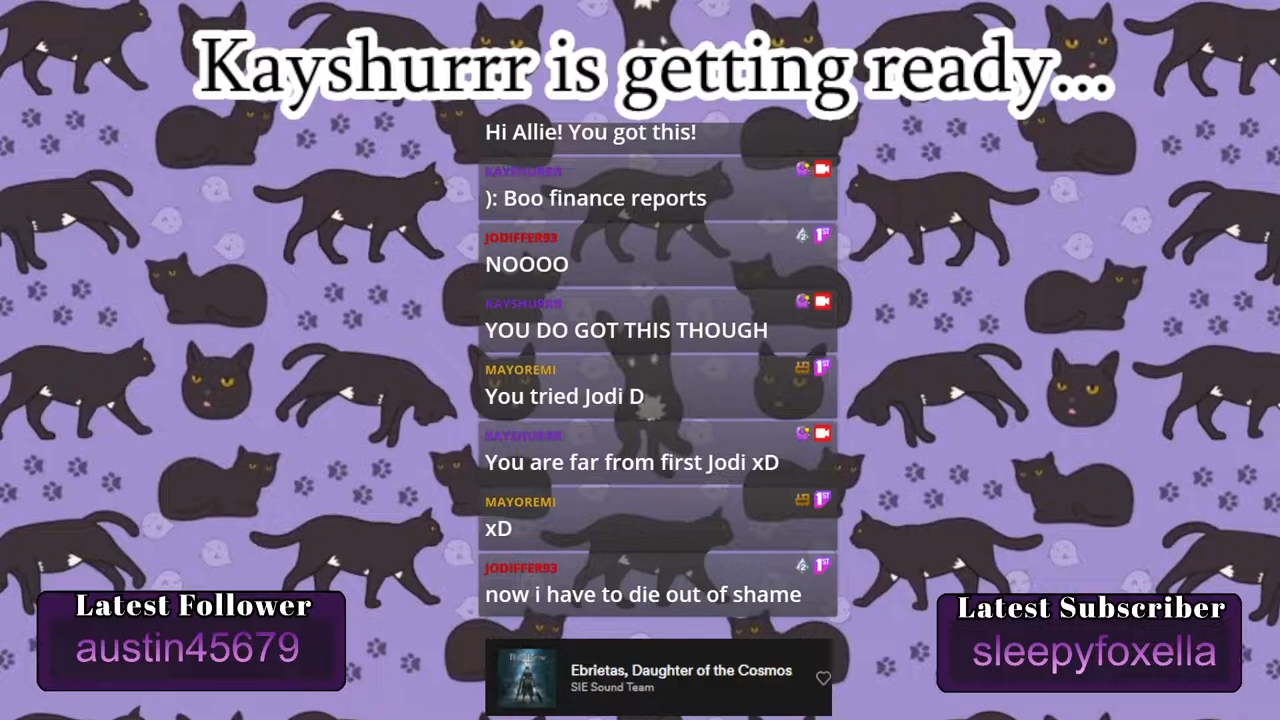 Kayshurrr is getting ready...
Hi Allie! You got this!
KAYSHURRR
): Boo finance reports
JODIFFER93
NOOOO
KAYSHURRR
YOU DO GOT THIS THOUGH
MAYOREMI
You tried Jodi D
KAYSHURRR
You are far from first Jodi xD
MAYOREMI
xD
JODIFFER93
now i have to die out of shame
Latest Follower
austin45679
Latest Subscriber
sleepyfoxella
Ebrietas, Daughter of the Cosmos
SIE Sound Team